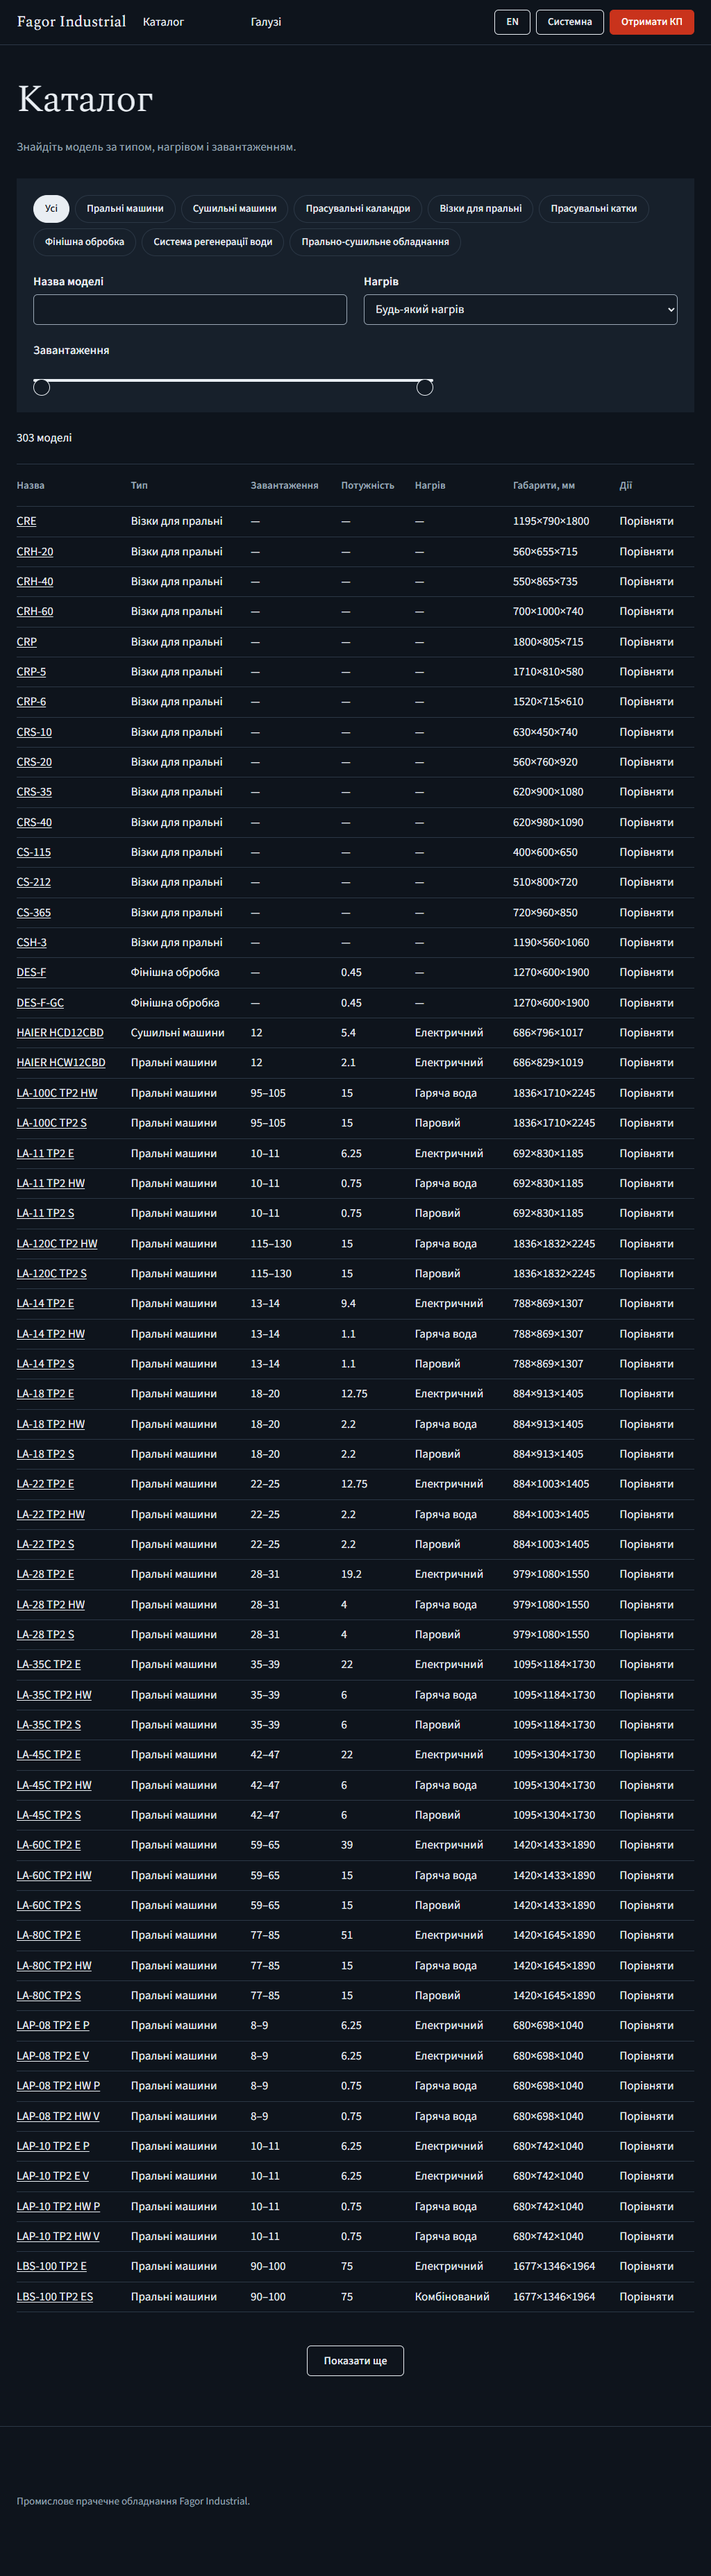 Fagor Industrial Каталог Галузі EN Системна Отримати КП
Каталог
Знайдіть модель за типом, нагрівом і завантаженням.
Усі Пральні машини Сушильні машини Прасувальні каландри Візки для пральні Прасувальні катки
Фінішна обробка Система регенерації води Прально-сушильне обладнання
Назва моделі Нагрів
Будь-який нагрів
Завантаження
303 моделі
Назва Тип Завантаження Потужність Нагрів Габарити, мм Дії
CRE Візки для пральні — — — 1195×790×1800 Порівняти
CRH-20 Візки для пральні — — — 560×655×715 Порівняти
CRH-40 Візки для пральні — — — 550×865×735 Порівняти
CRH-60 Візки для пральні — — — 700×1000×740 Порівняти
CRP Візки для пральні — — — 1800×805×715 Порівняти
CRP-5 Візки для пральні — — — 1710×810×580 Порівняти
CRP-6 Візки для пральні — — — 1520×715×610 Порівняти
CRS-10 Візки для пральні — — — 630×450×740 Порівняти
CRS-20 Візки для пральні — — — 560×760×920 Порівняти
CRS-35 Візки для пральні — — — 620×900×1080 Порівняти
CRS-40 Візки для пральні — — — 620×980×1090 Порівняти
CS-115 Візки для пральні — — — 400×600×650 Порівняти
CS-212 Візки для пральні — — — 510×800×720 Порівняти
CS-365 Візки для пральні — — — 720×960×850 Порівняти
CSH-3 Візки для пральні — — — 1190×560×1060 Порівняти
DES-F Фінішна обробка — 0.45 — 1270×600×1900 Порівняти
DES-F-GC Фінішна обробка — 0.45 — 1270×600×1900 Порівняти
HAIER HCD12CBD Сушильні машини 12 5.4 Електричний 686×796×1017 Порівняти
HAIER HCW12CBD Пральні машини 12 2.1 Електричний 686×829×1019 Порівняти
LA-100C TP2 HW Пральні машини 95–105 15 Гаряча вода 1836×1710×2245 Порівняти
LA-100C TP2 S Пральні машини 95–105 15 Паровий 1836×1710×2245 Порівняти
LA-11 TP2 E Пральні машини 10–11 6.25 Електричний 692×830×1185 Порівняти
LA-11 TP2 HW Пральні машини 10–11 0.75 Гаряча вода 692×830×1185 Порівняти
LA-11 TP2 S Пральні машини 10–11 0.75 Паровий 692×830×1185 Порівняти
LA-120C TP2 HW Пральні машини 115–130 15 Гаряча вода 1836×1832×2245 Порівняти
LA-120C TP2 S Пральні машини 115–130 15 Паровий 1836×1832×2245 Порівняти
LA-14 TP2 E Пральні машини 13–14 9.4 Електричний 788×869×1307 Порівняти
LA-14 TP2 HW Пральні машини 13–14 1.1 Гаряча вода 788×869×1307 Порівняти
LA-14 TP2 S Пральні машини 13–14 1.1 Паровий 788×869×1307 Порівняти
LA-18 TP2 E Пральні машини 18–20 12.75 Електричний 884×913×1405 Порівняти
LA-18 TP2 HW Пральні машини 18–20 2.2 Гаряча вода 884×913×1405 Порівняти
LA-18 TP2 S Пральні машини 18–20 2.2 Паровий 884×913×1405 Порівняти
LA-22 TP2 E Пральні машини 22–25 12.75 Електричний 884×1003×1405 Порівняти
LA-22 TP2 HW Пральні машини 22–25 2.2 Гаряча вода 884×1003×1405 Порівняти
LA-22 TP2 S Пральні машини 22–25 2.2 Паровий 884×1003×1405 Порівняти
LA-28 TP2 E Пральні машини 28–31 19.2 Електричний 979×1080×1550 Порівняти
LA-28 TP2 HW Пральні машини 28–31 4 Гаряча вода 979×1080×1550 Порівняти
LA-28 TP2 S Пральні машини 28–31 4 Паровий 979×1080×1550 Порівняти
LA-35C TP2 E Пральні машини 35–39 22 Електричний 1095×1184×1730 Порівняти
LA-35C TP2 HW Пральні машини 35–39 6 Гаряча вода 1095×1184×1730 Порівняти
LA-35C TP2 S Пральні машини 35–39 6 Паровий 1095×1184×1730 Порівняти
LA-45C TP2 E Пральні машини 42–47 22 Електричний 1095×1304×1730 Порівняти
LA-45C TP2 HW Пральні машини 42–47 6 Гаряча вода 1095×1304×1730 Порівняти
LA-45C TP2 S Пральні машини 42–47 6 Паровий 1095×1304×1730 Порівняти
LA-60C TP2 E Пральні машини 59–65 39 Електричний 1420×1433×1890 Порівняти
LA-60C TP2 HW Пральні машини 59–65 15 Гаряча вода 1420×1433×1890 Порівняти
LA-60C TP2 S Пральні машини 59–65 15 Паровий 1420×1433×1890 Порівняти
LA-80C TP2 E Пральні машини 77–85 51 Електричний 1420×1645×1890 Порівняти
LA-80C TP2 HW Пральні машини 77–85 15 Гаряча вода 1420×1645×1890 Порівняти
LA-80C TP2 S Пральні машини 77–85 15 Паровий 1420×1645×1890 Порівняти
LAP-08 TP2 E P Пральні машини 8–9 6.25 Електричний 680×698×1040 Порівняти
LAP-08 TP2 E V Пральні машини 8–9 6.25 Електричний 680×698×1040 Порівняти
LAP-08 TP2 HW P Пральні машини 8–9 0.75 Гаряча вода 680×698×1040 Порівняти
LAP-08 TP2 HW V Пральні машини 8–9 0.75 Гаряча вода 680×698×1040 Порівняти
LAP-10 TP2 E P Пральні машини 10–11 6.25 Електричний 680×742×1040 Порівняти
LAP-10 TP2 E V Пральні машини 10–11 6.25 Електричний 680×742×1040 Порівняти
LAP-10 TP2 HW P Пральні машини 10–11 0.75 Гаряча вода 680×742×1040 Порівняти
LAP-10 TP2 HW V Пральні машини 10–11 0.75 Гаряча вода 680×742×1040 Порівняти
LBS-100 TP2 E Пральні машини 90–100 75 Електричний 1677×1346×1964 Порівняти
LBS-100 TP2 ES Пральні машини 90–100 75 Комбінований 1677×1346×1964 Порівняти
Показати ще
Промислове прачечне обладнання Fagor Industrial.